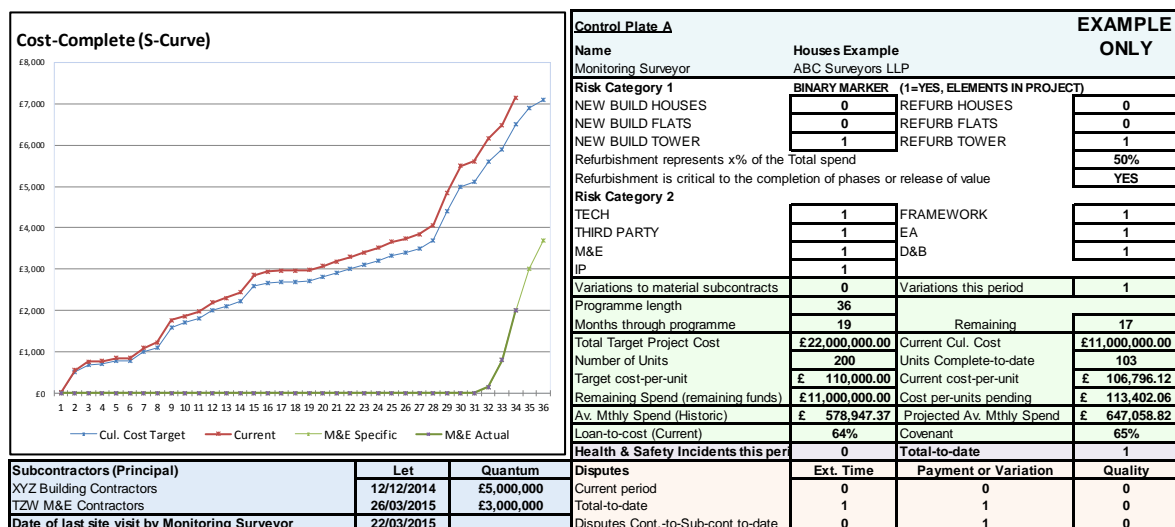 Cost-Complete (S-Curve)
£8,000
£7,000
£6,000
£5,000
£4,000
£3,000
£2,000
£1,000
£0
1 2 3 4 5 6 7 8 9 10 11 12 13 14 15 16 17 18 19 20 21 22 23 24 25 26 27 28 29 30 31 32 33 34 35 36
Cul. Cost Target Current M&E Specific M&E Actual
Control Plate A EXAMPLE
Name Houses Example ONLY
Monitoring Surveyor ABC Surveyors LLP
Risk Category 1 BINARY MARKER (1=YES, ELEMENTS IN PROJECT)
NEW BUILD HOUSES 0 REFURB HOUSES 0
NEW BUILD FLATS 0 REFURB FLATS 0
NEW BUILD TOWER 1 REFURB TOWER 1
Refurbishment represents x% of the Total spend 50%
Refurbishment is critical to the completion of phases or release of value YES
Risk Category 2
TECH 1 FRAMEWORK 1
THIRD PARTY 1 EA 1
M&E 1 D&B 1
IP 1
Variations to material subcontracts 0 Variations this period 1
Programme length 36
Months through programme 19 Remaining 17
Total Target Project Cost £22,000,000.00 Current Cul. Cost £11,000,000.00
Number of Units 200 Units Complete-to-date 103
Target cost-per-unit £ 110,000.00 Current cost-per-unit £ 106,796.12
Remaining Spend (remaining funds) £11,000,000.00 Cost per-units pending £ 113,402.06
Av. Mthly Spend (Historic) £ 578,947.37 Projected Av. Mthly Spend £ 647,058.82
Loan-to-cost (Current) 64% Covenant 65%
Health & Safety Incidents this peri 0 Total-to-date 1
Subcontractors (Principal) Let Quantum
XYZ Building Contractors 12/12/2014 £5,000,000
TZW M&E Contractors 26/03/2015 £3,000,000
Date of last site visit by Monitoring Surveyor 22/03/2015
Disputes Ext. Time Payment or Variation Quality
Current period 0 0 0
Total-to-date 1 1 0
Disputes Cont.-to-Sub-cont to-date 0 1 0